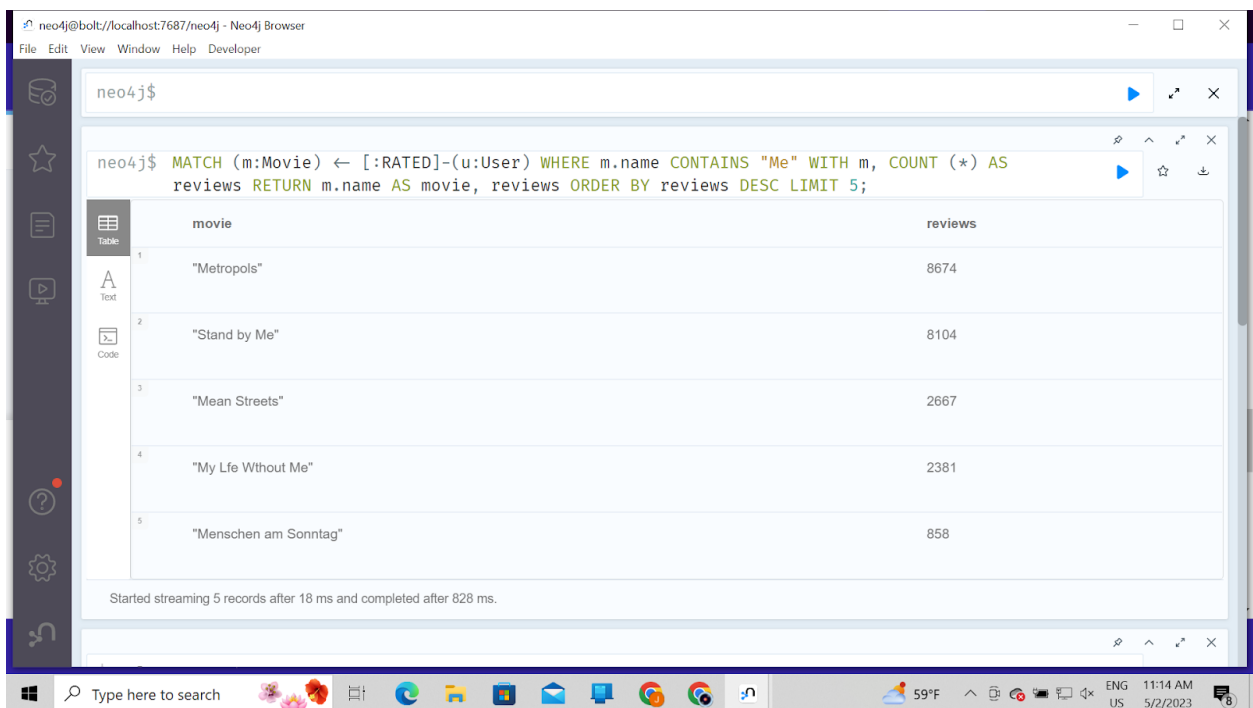 neo4j@bolt://localhost:7687/neo4j - Neo4j Browser
File Edit View Window Help Developer
neo4j$
neo4j$ MATCH (m:Movie) ← [:RATED]-(u:User) WHERE m.name CONTAINS "Me" WITH m, COUNT (*) AS
reviews RETURN m.name AS movie, reviews ORDER BY reviews DESC LIMIT 5;
Table
Text
Code
movie reviews
1 "Metropols" 8674
2 "Stand by Me" 8104
3 "Mean Streets" 2667
4 "My Lfe Wthout Me" 2381
5 "Menschen am Sonntag" 858
Started streaming 5 records after 18 ms and completed after 828 ms.
Type here to search
59°F
ENG
US
11:14 AM
5/2/2023
8